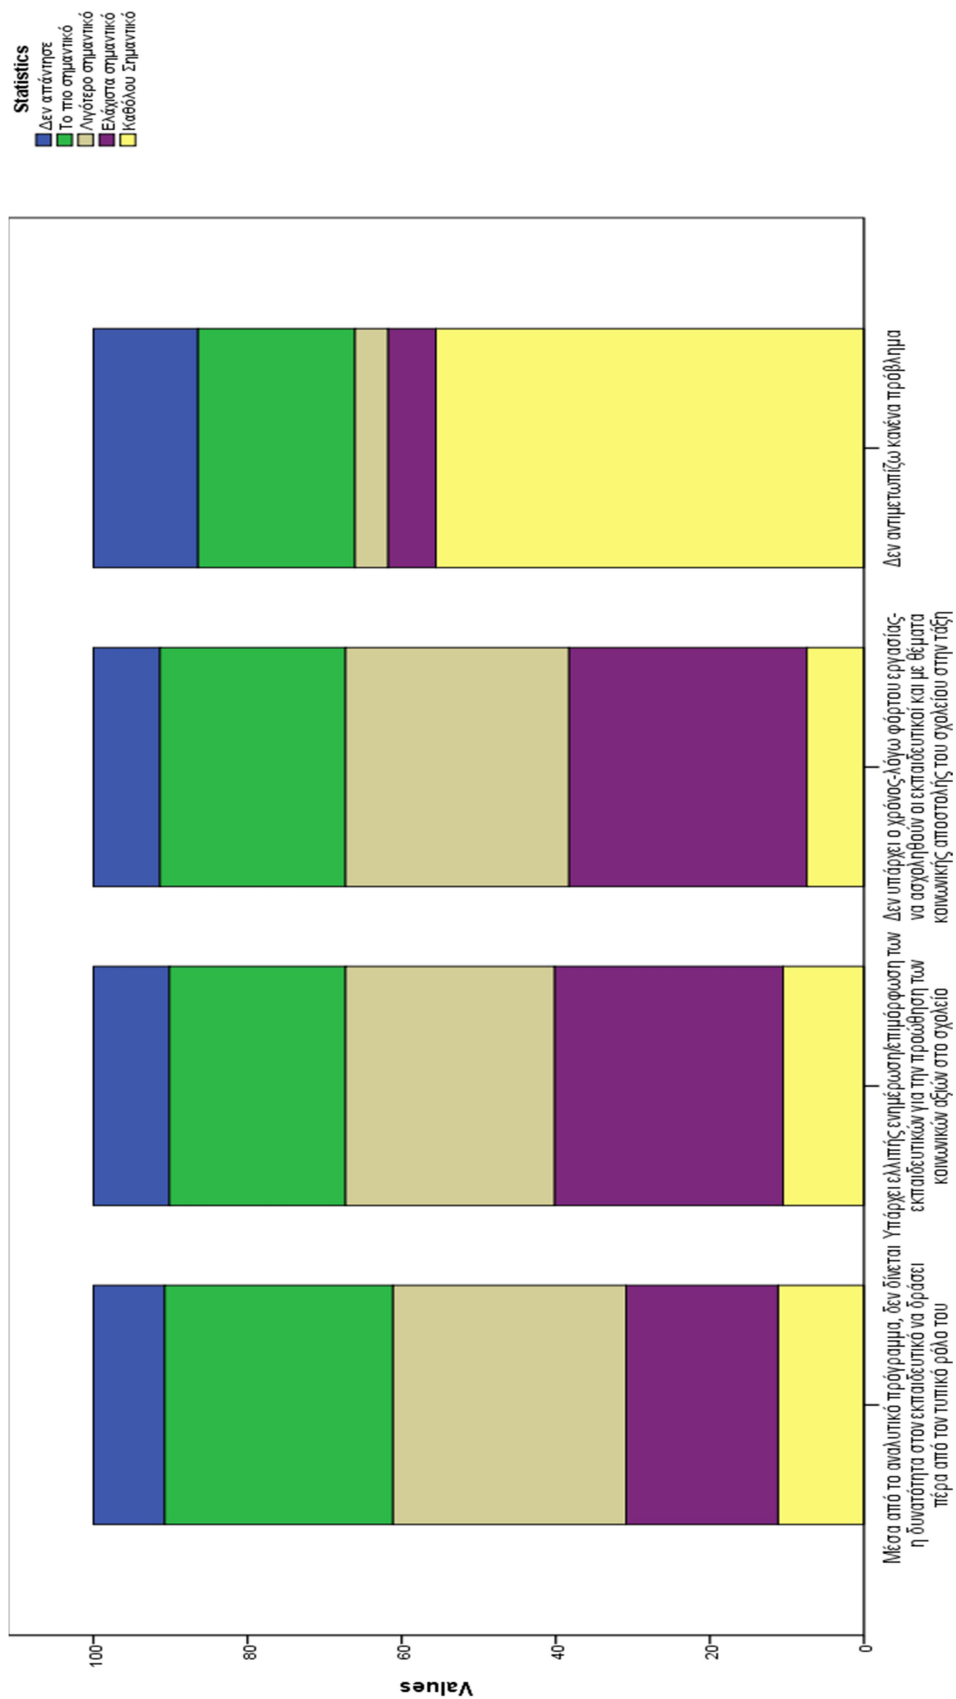 Statistics
Δεν απάντησε
Το πιο σημαντικό
Λιγότερο σημαντικό
Ελάχιστα σημαντικό
Καθόλου Σημαντικό
Values
100
80
60
40
20
0
Μέσα από το αναλυτικό πρόγραμμα, δεν δίνεται
η δυνατότητα στον εκπαιδευτικό να δράσει
πέρα από τον τυπικό ρόλο του
Υπάρχει ελλιπής ενημέρωση/επιμόρφωση των
εκπαιδευτικών για την προώθηση των
κοινωνικών αξιών στο σχολείο
Δεν υπάρχει ο χρόνος-λόγω φόρτου εργασίας-
να ασχοληθούν οι εκπαιδευτικοί και με θέματα
κοινωνικής αποστολής του σχολείου στην τάξη
Δεν αντιμετωπίζω κανένα πρόβλημα